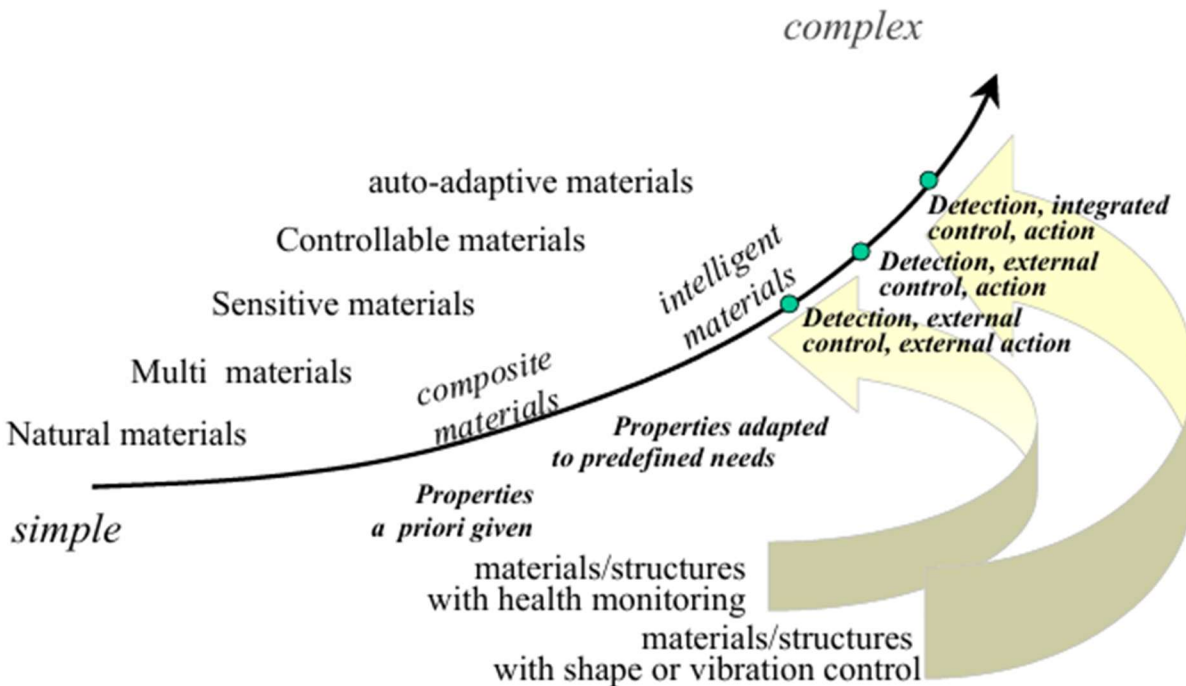 complex
auto-adaptive materials
Controllable materials
Sensitive materials
Multi materials
Natural materials
simple
composite
materials
intelligent
materials
Detection, integrated
control, action
Detection, external
control, action
Detection, external
control, external action
Properties adapted
to predefined needs
Properties
a priori given
materials/structures
with health monitoring
materials/structures
with shape or vibration control